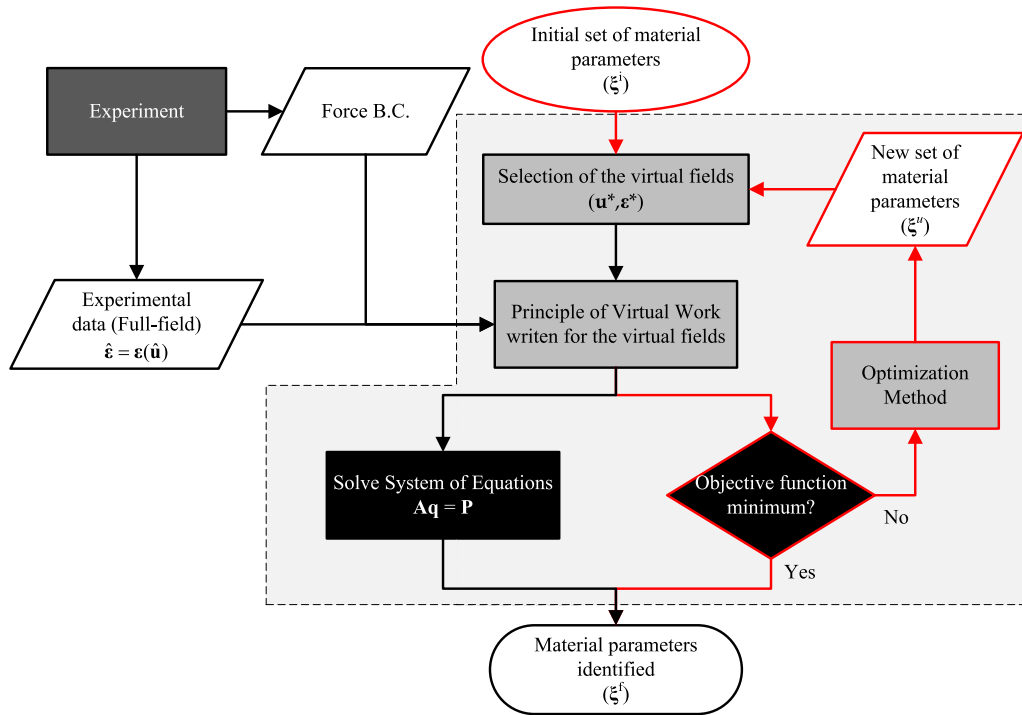 Initial set of material
parameters
(ξⁱ)
Experiment
Force B.C.
Selection of the virtual fields
(u*,ε*)
New set of
material
parameters
(ξᵘ)
Experimental
data (Full-field)
ε̂ = ε(û)
Principle of Virtual Work
writen for the virtual fields
Optimization
Method
Solve System of Equations
Aq = P
Objective function
minimum?
No
Yes
Material parameters
identified
(ξᶠ)